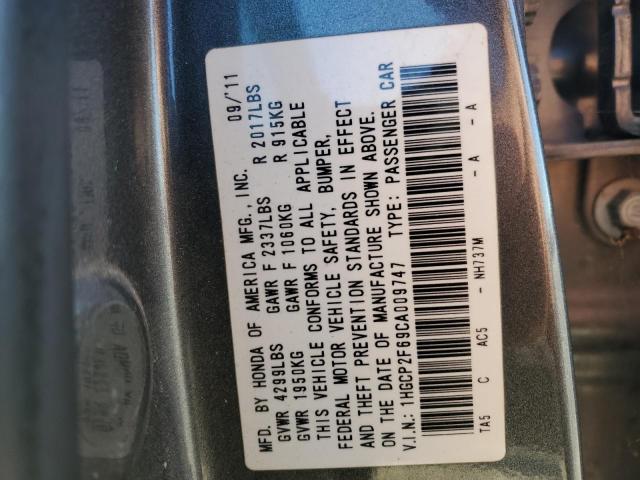 MFD. BY HONDA OF AMERICA MFG., INC. 09/'11
GVWR 4299LBS GAWR F 2337LBS R 2017LBS
GVWR 1950KG GAWR F 1060KG R 915KG
THIS VEHICLE CONFORMS TO ALL APPLICABLE
FEDERAL MOTOR VEHICLE SAFETY, BUMPER,
AND THEFT PREVENTION STANDARDS IN EFFECT
ON THE DATE OF MANUFACTURE SHOWN ABOVE.
V.I.N.: 1HGCP2F69CA009747 TYPE: PASSENGER CAR
TA5 C AC5 - NH737M - A - A